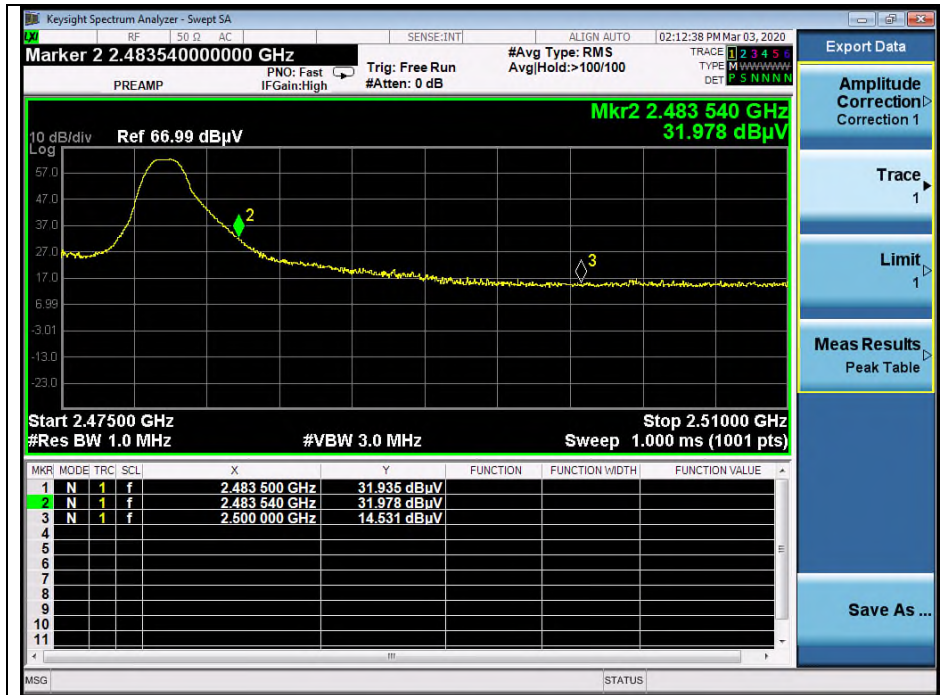 Keysight Spectrum Analyzer - Swept SA
LXI RF 50 Ω AC SENSE:INT ALIGN AUTO 02:12:38 PM Mar 03, 2020
Marker 2 2.483540000000 GHz
PREAMP
PNO: Fast
IFGain:High
Trig: Free Run
#Atten: 0 dB
#Avg Type: RMS
Avg|Hold:>100/100
TRACE 1 2 3 4 5 6
TYPE M W W W W W
DET P S N N N N
Mkr2 2.483 540 GHz
31.978 dBµV
10 dB/div Ref 66.99 dBµV
Log
57.0
47.0
37.0
27.0
17.0
6.99
-3.01
-13.0
-23.0
2
3
Start 2.47500 GHz Stop 2.51000 GHz
#Res BW 1.0 MHz #VBW 3.0 MHz Sweep 1.000 ms (1001 pts)
MKR MODE TRC SCL X Y FUNCTION FUNCTION WIDTH FUNCTION VALUE
1 N 1 f 2.483 500 GHz 31.935 dBµV
2 N 1 f 2.483 540 GHz 31.978 dBµV
3 N 1 f 2.500 000 GHz 14.531 dBµV
4
5
6
7
8
9
10
11
MSG STATUS
Export Data
Amplitude
Correction
Correction 1
Trace
1
Limit
1
Meas Results
Peak Table
Save As ...